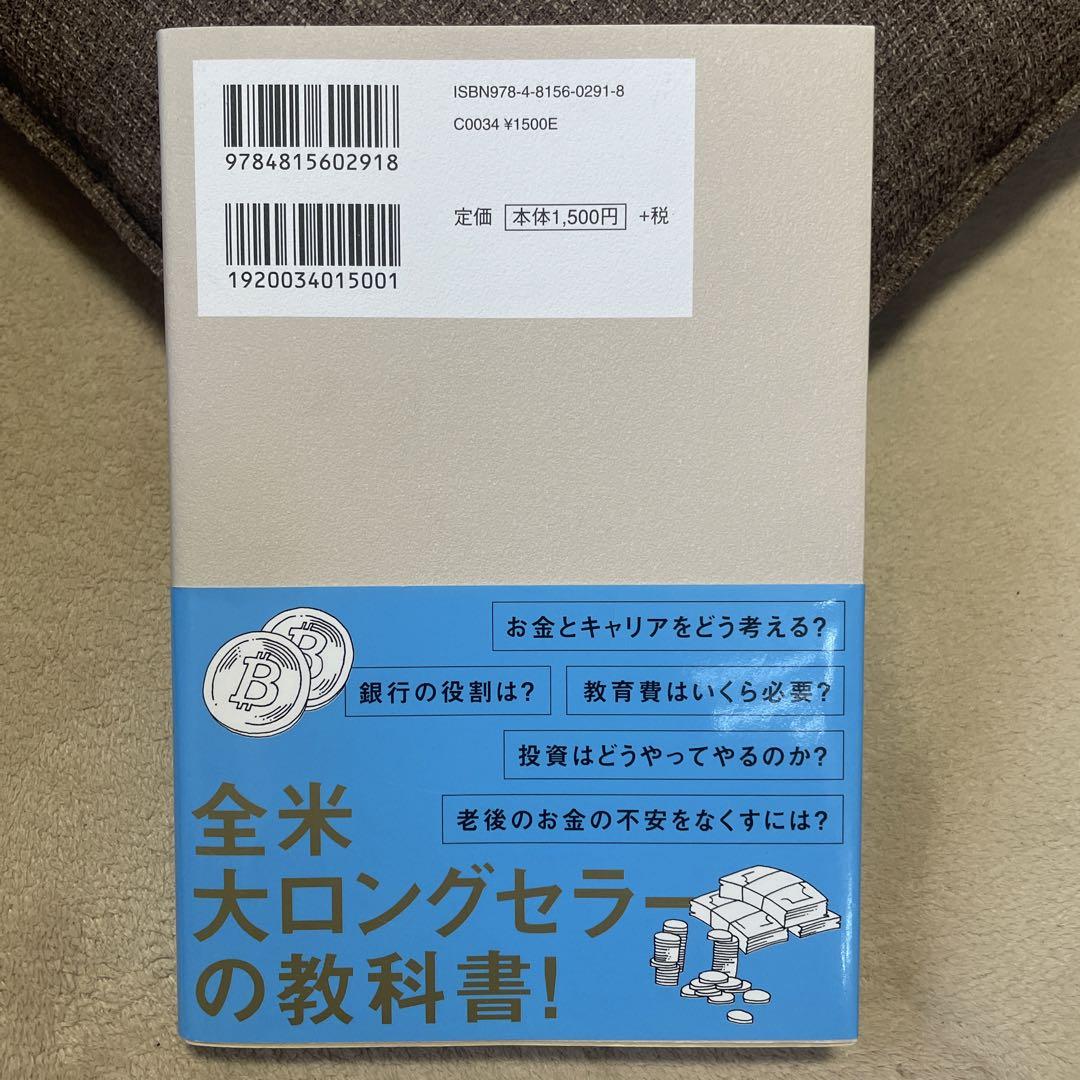 ISBN978-4-8156-0291-8
C0034 ¥1500E
9784815602918
定価 本体1,500円 +税
1920034015001
お金とキャリアをどう考える?
銀行の役割は? 教育費はいくら必要?
投資はどうやってやるのか?
老後のお金の不安をなくすには?
全米
大ロングセラー
の教科書!